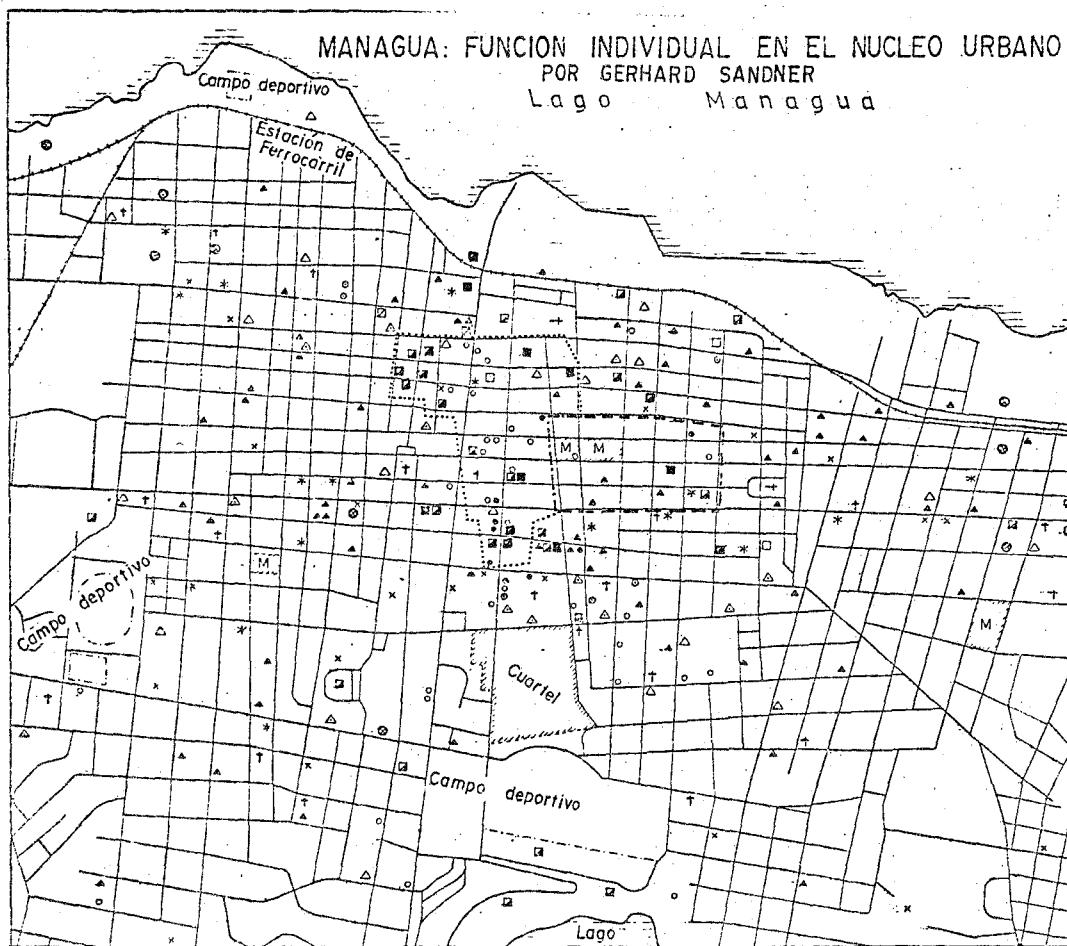 MANAGUA: FUNCION INDIVIDUAL EN EL NUCLEO URBANO
POR GERHARD SANDNER
Lago Managua
Campo deportivo
Estación de
Ferrocarril
M M
M
Campo deportivo
M
Cuartel
Campo deportivo
Lago